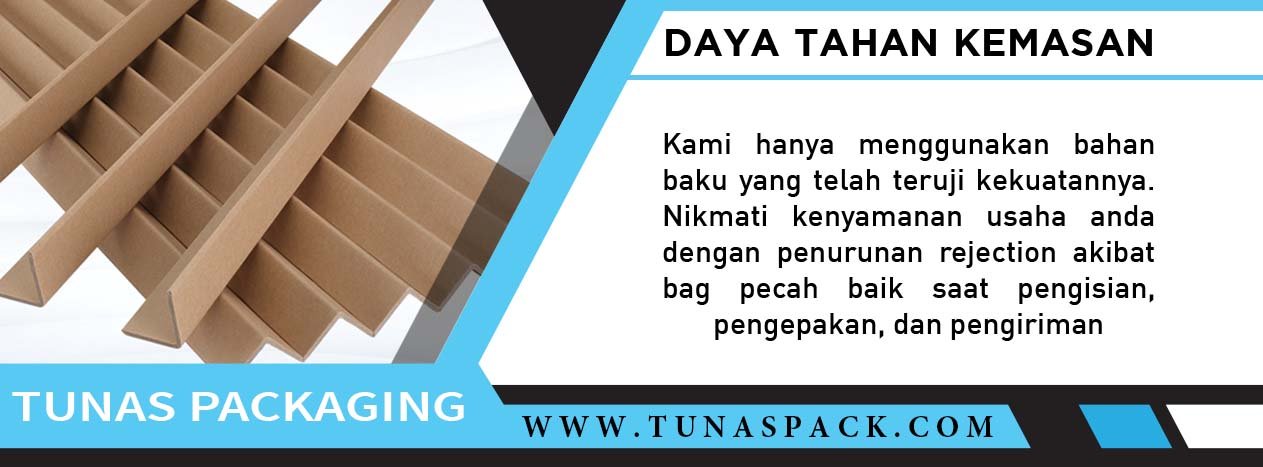 DAYA TAHAN KEMASAN
Kami hanya menggunakan bahan
baku yang telah teruji kekuatannya.
Nikmati kenyamanan usaha anda
dengan penurunan rejection akibat
bag pecah baik saat pengisian,
pengepakan, dan pengiriman
TUNAS PACKAGING
WWW.TUNASPACK.COM